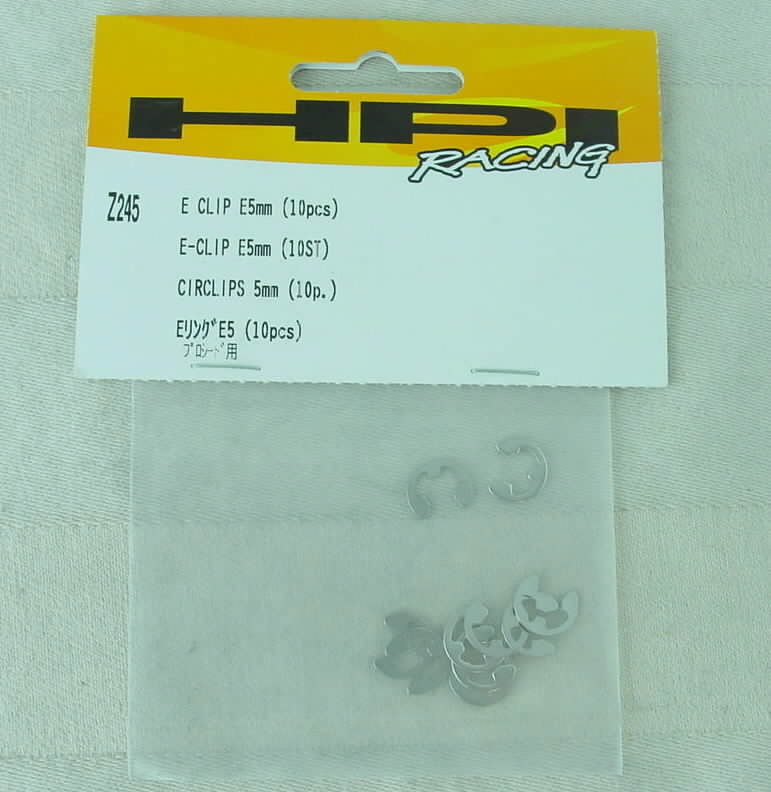 HPI
RACING
Z245
E CLIP E5mm (10pcs)
E-CLIP E5mm (10ST)
CIRCLIPS 5mm (10p.)
Eﾘﾝｸﾞ E5 (10pcs)
ﾌﾟﾛｼｰﾄﾞ用